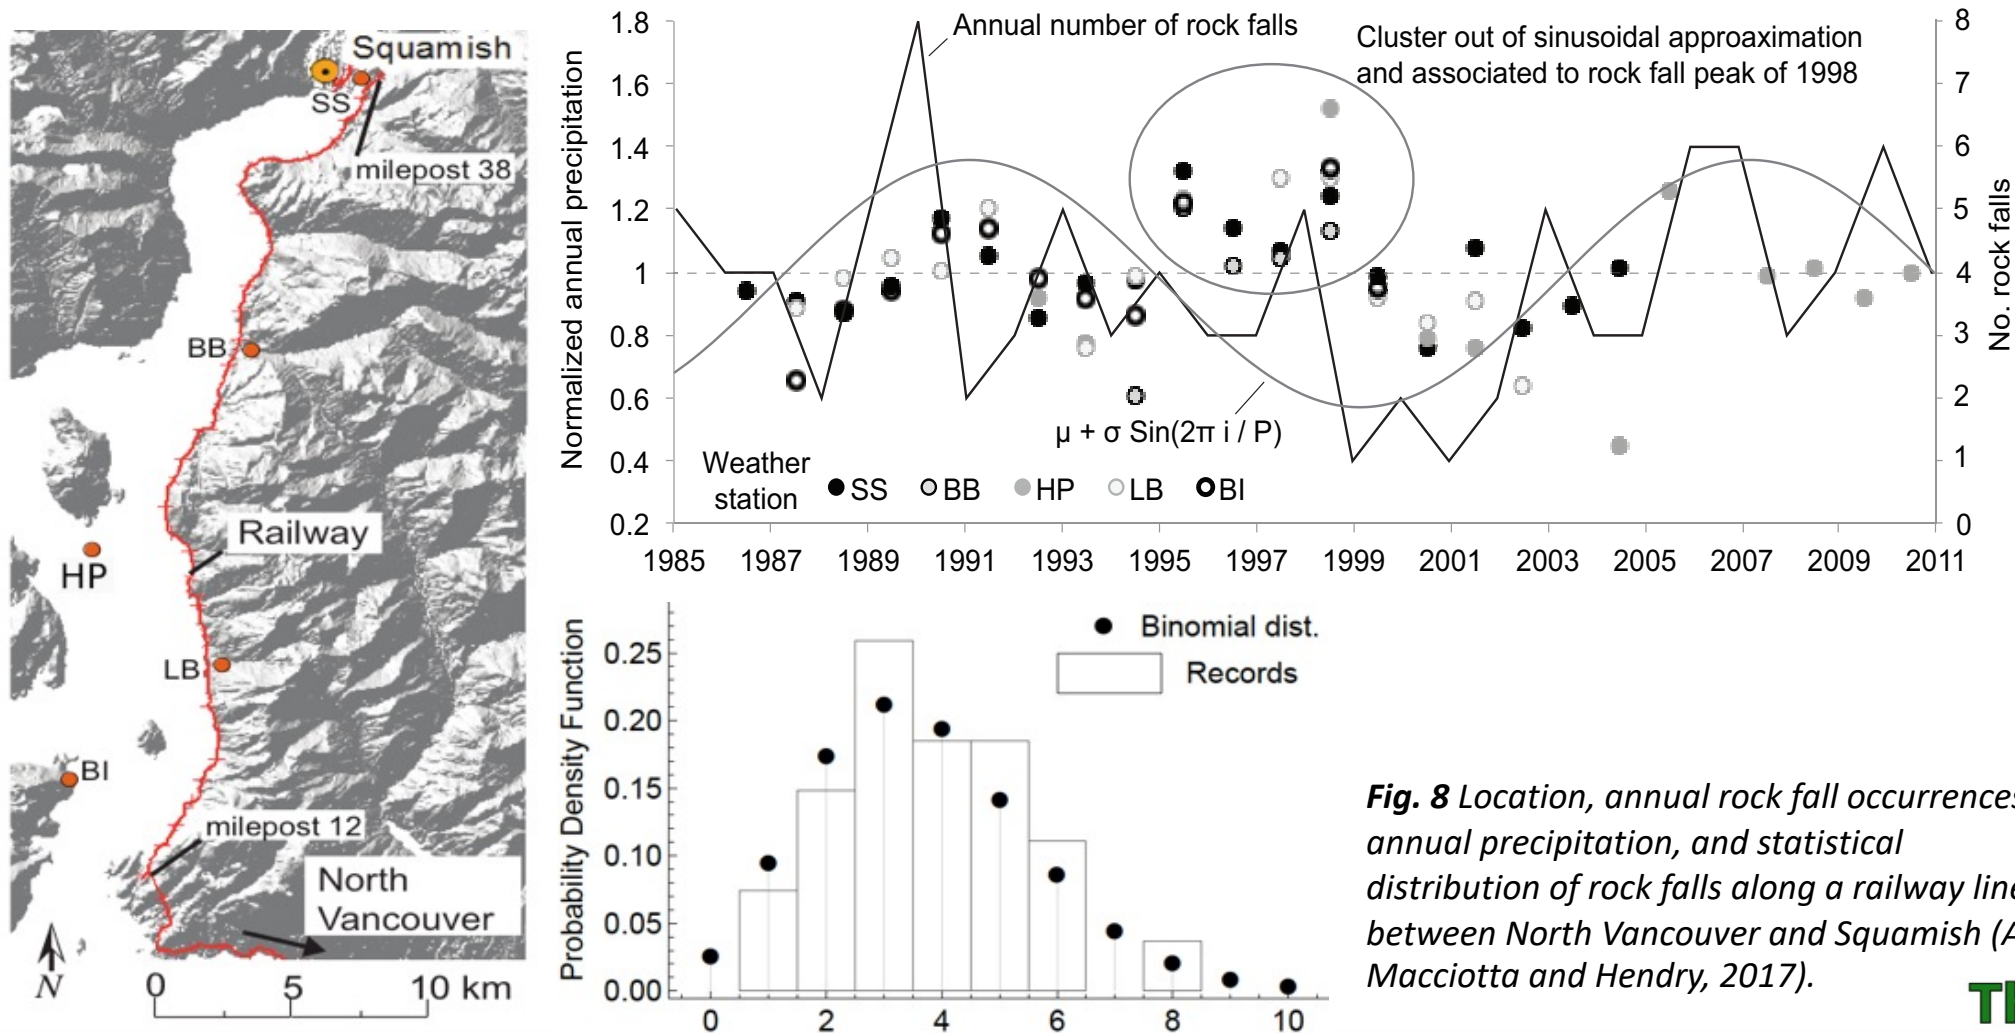 Squamish
SS
milepost 38
BB
Railway
HP
LB
BI
milepost 12
North
Vancouver
N
0 5 10 km
Annual number of rock falls
Cluster out of sinusoidal approaximation
and associated to rock fall peak of 1998
Normalized annual precipitation
1.8
1.6
1.4
1.2
1
0.8
0.6
0.4
0.2
8
7
6
5
4
3
2
1
0
No. rock falls
μ + σ Sin(2π i / P)
Weather
station
SS BB HP LB BI
1985 1987 1989 1991 1993 1995 1997 1999 2001 2003 2005 2007 2009 2011
Probability Density Function
0.25
0.20
0.15
0.10
0.05
0.00
0 2 4 6 8 10
Binomial dist.
Records
Fig. 8 Location, annual rock fall occurrences
annual precipitation, and statistical
distribution of rock falls along a railway line
between North Vancouver and Squamish (A
Macciotta and Hendry, 2017).